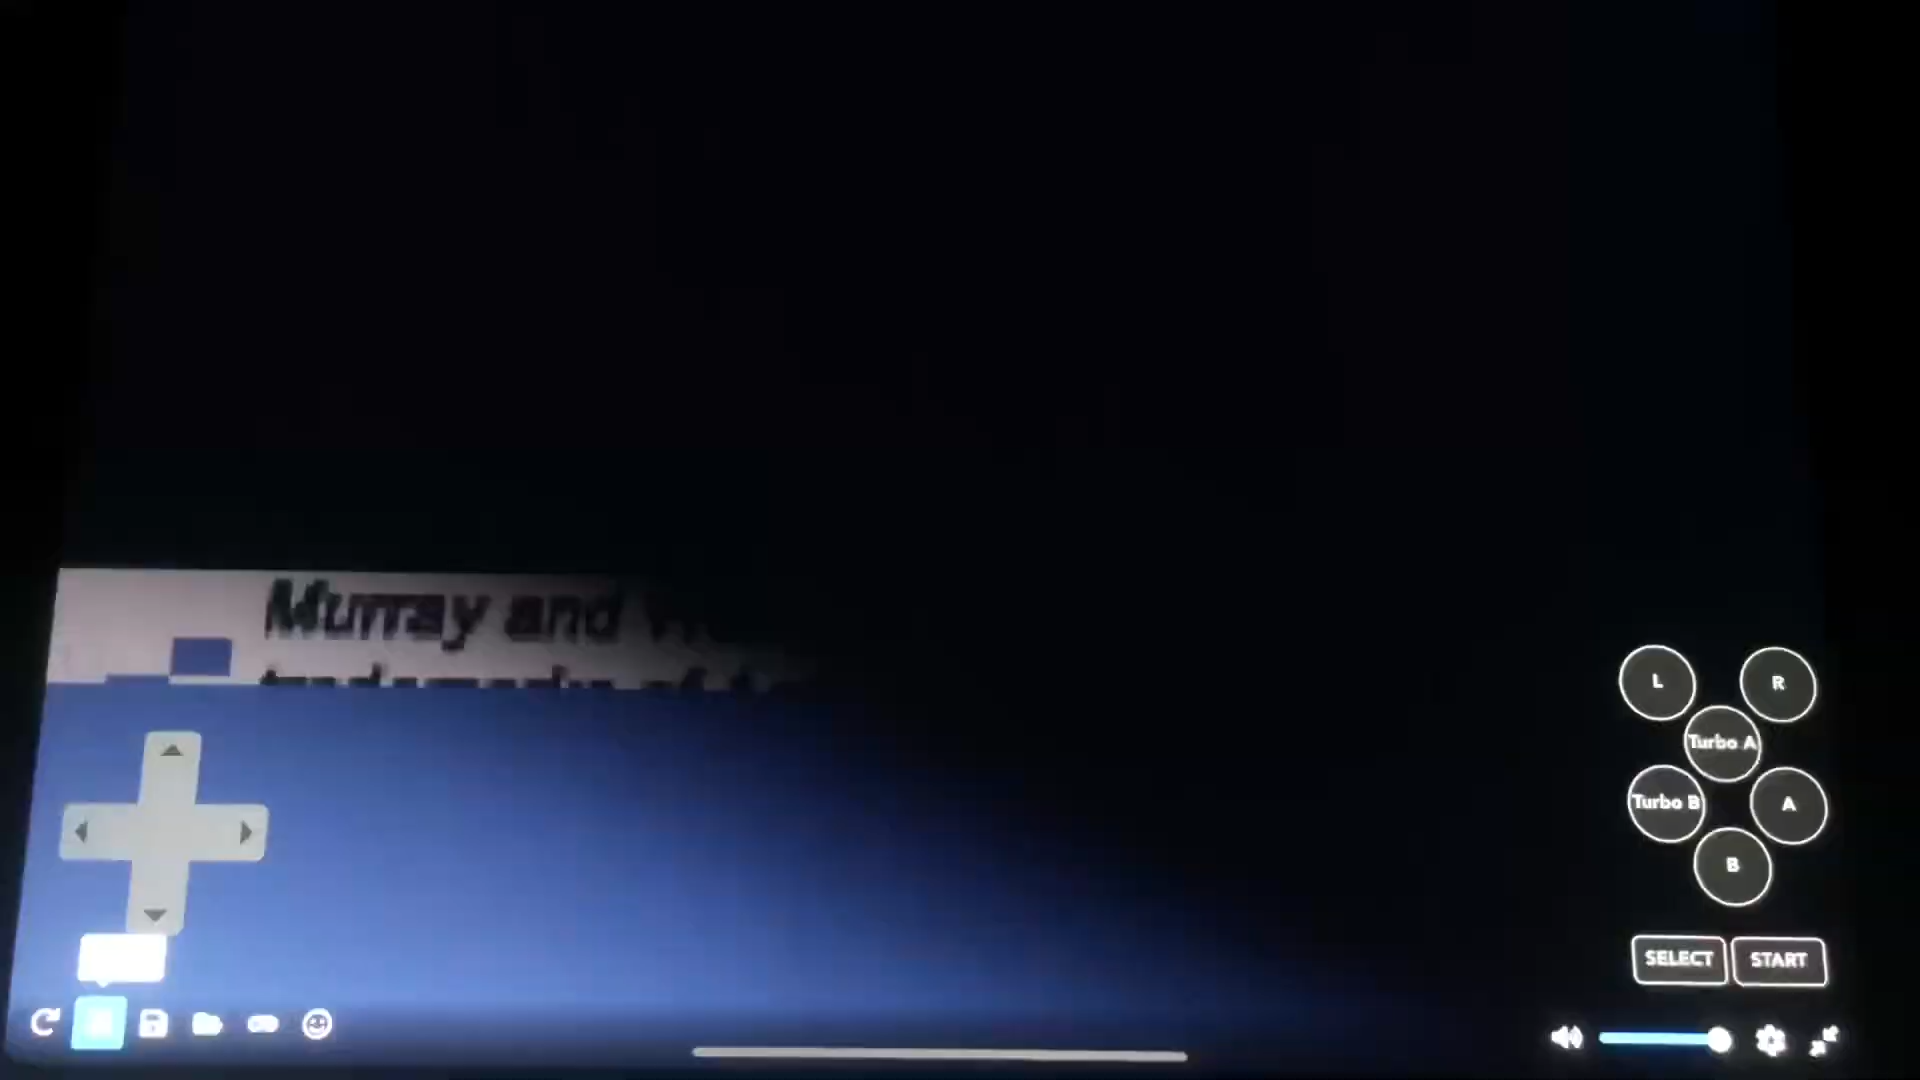 Murray and
L
R
Turbo A
Turbo B
A
B
SELECT
START